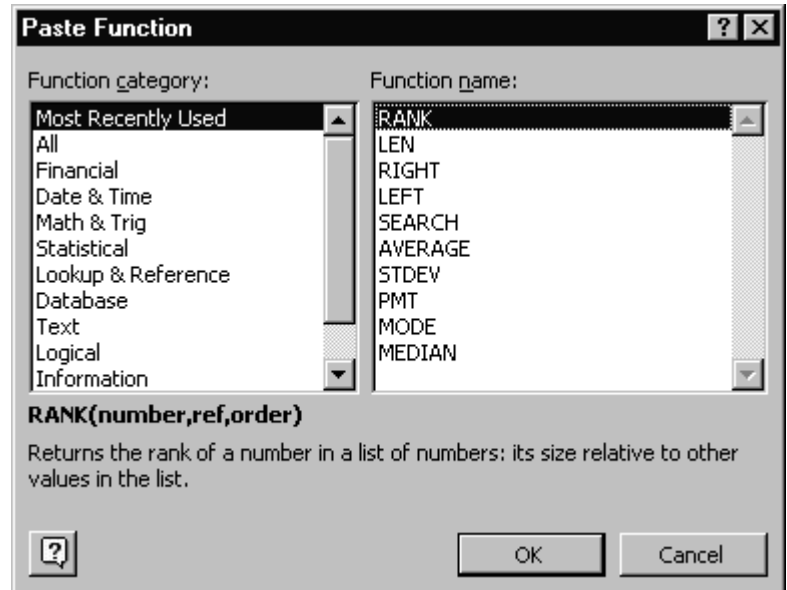 Paste Function
Function category:
Most Recently Used
All
Financial
Date & Time
Math & Trig
Statistical
Lookup & Reference
Database
Text
Logical
Information
Function name:
RANK
LEN
RIGHT
LEFT
SEARCH
AVERAGE
STDEV
PMT
MODE
MEDIAN
RANK(number,ref,order)
Returns the rank of a number in a list of numbers: its size relative to other
values in the list.
OK
Cancel